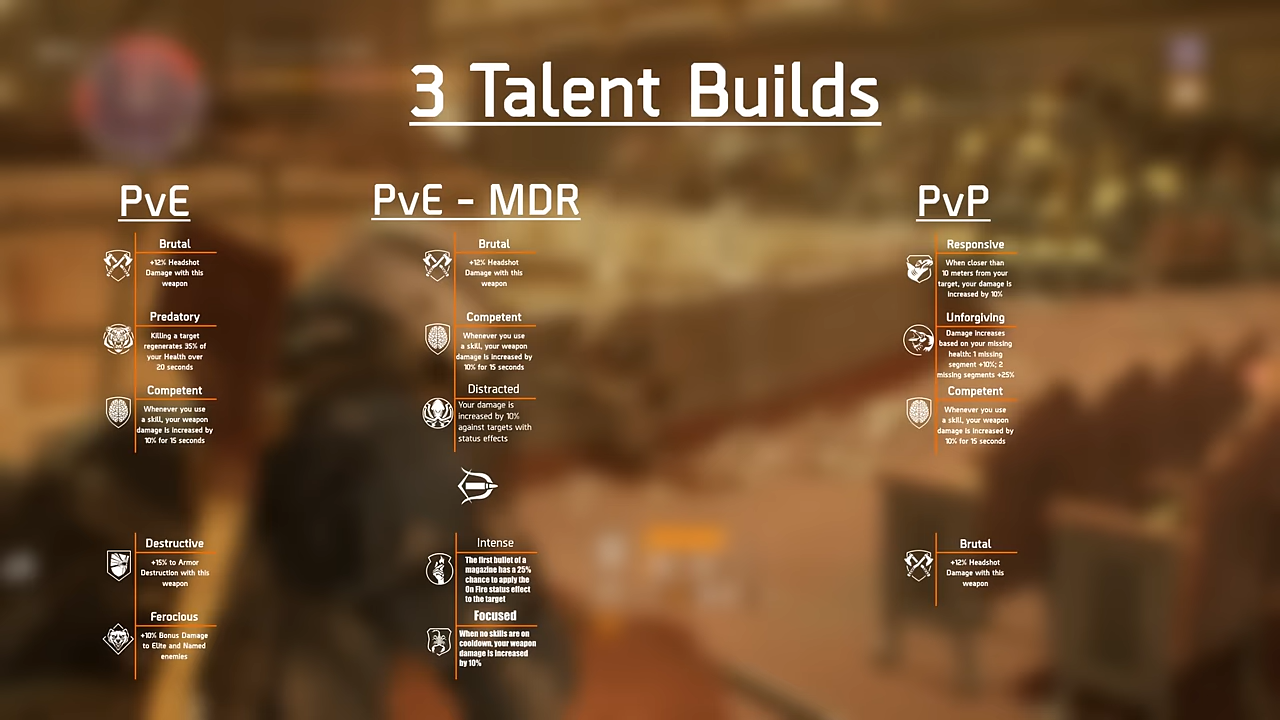 3 Talent Builds
PvE
Brutal
+12% Headshot
Damage with this
weapon
Predatory
Killing a target
regenerates 35% of
your Health over
20 seconds
Competent
Whenever you use
a skill, your weapon
damage is increased by
10% for 15 seconds
Destructive
+15% to Armor
Destruction with this
weapon
Ferocious
+10% Bonus Damage
to Elite and Named
enemies
PvE - MDR
Brutal
+12% Headshot
Damage with this
weapon
Competent
Whenever you use
a skill, your weapon
damage is increased by
10% for 15 seconds
Distracted
Your damage is
increased by 10%
against targets with
status effects
Intense
The first bullet of a
magazine has a 25%
chance to apply the
On Fire status effect
to the target
Focused
When no skills are on
cooldown, your weapon
damage is increased
by 10%
PvP
Responsive
When closer than
10 meters from your
target, your damage is
increased by 10%
Unforgiving
Damage increases
based on your missing
health: 1 missing
segment +10%; 2
missing segments +25%
Competent
Whenever you use
a skill, your weapon
damage is increased by
10% for 15 seconds
Brutal
+12% Headshot
Damage with this
weapon